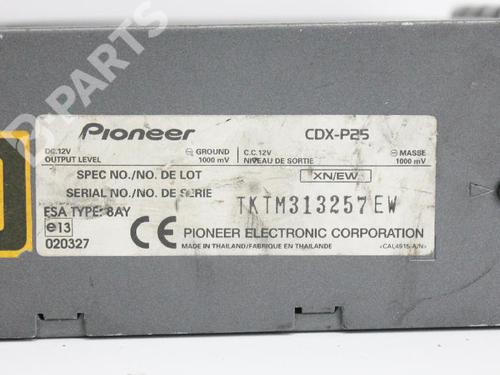 B-PARTS
Pioneer CDX-P25
DC.12V GROUND C.C.12V MASSE
OUTPUT LEVEL 1000 mV NIVEAU DE SORTIE 1000 mV
SPEC NO./NO. DE LOT XN/EW
SERIAL NO./NO. DE SERIE TKTM313257EW
ESA TYPE: 8AY
e13
020327
CE PIONEER ELECTRONIC CORPORATION
MADE IN THAILAND/FABRIQUE EN THAILANDE
<CAL4915-A/N>